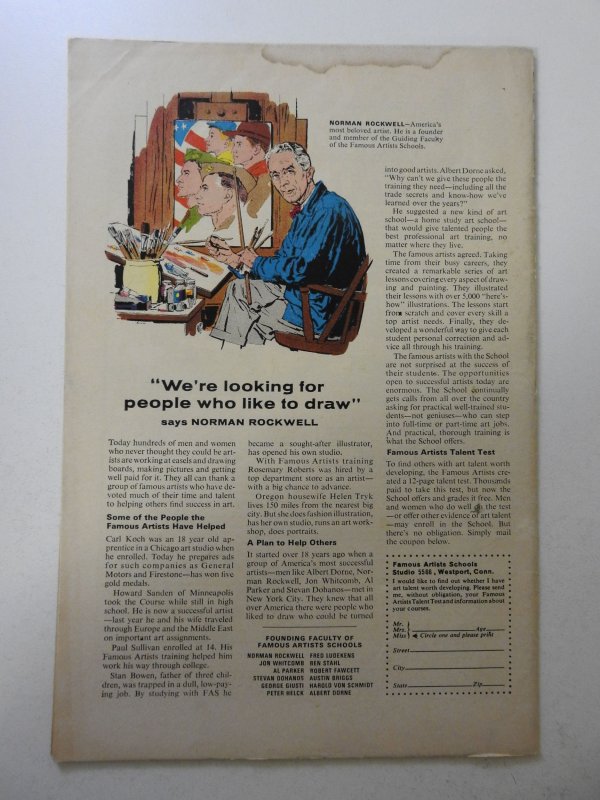 NORMAN ROCKWELL—America's
most beloved artist. He is a founder
and member of the Guiding Faculty
of the Famous Artists Schools.
"We're looking for
people who like to draw"
says NORMAN ROCKWELL
Today hundreds of men and women
who never thought they could be art-
ists are working at easels and drawing
boards, making pictures and getting
well paid for it. They all can thank a
group of famous artists who have de-
voted much of their time and talent
to helping others find success in art.
Some of the People the
Famous Artists Have Helped
Carl Koch was an 18 year old ap-
prentice in a Chicago art studio when
he enrolled. Today he prepares ads
for such companies as General
Motors and Firestone—has won five
gold medals.
Howard Sanden of Minneapolis
took the Course while still in high
school. He is now a successful artist
—last year he and his wife traveled
through Europe and the Middle East
on important art assignments.
Paul Sullivan enrolled at 14. His
Famous Artists training helped him
work his way through college.
Stan Bowen, father of three chil-
dren, was trapped in a dull, low-pay-
ing job. By studying with FAS he
became a sought-after illustrator,
has opened his own studio.
With Famous Artists training
Rosemary Roberts was hired by a
top department store as an artist—
with a big chance to advance.
Oregon housewife Helen Tryk
lives 150 miles from the nearest big
city. But she does fashion illustration,
has her own studio, runs an art work-
shop, does portraits.
A Plan to Help Others
It started over 18 years ago when a
group of America's most successful
artists—men like Albert Dorne, Nor-
man Rockwell, Jon Whitcomb, Al
Parker and Stevan Dohanos—met in
New York City. They knew that all
over America there were people who
liked to draw who could be turned
FOUNDING FACULTY OF
FAMOUS ARTISTS SCHOOLS
NORMAN ROCKWELL FRED LUDEKENS
JON WHITCOMB BEN STAHL
AL PARKER ROBERT FAWCETT
STEVAN DOHANOS AUSTIN BRIGGS
GEORGE GIUSTI HAROLD VON SCHMIDT
PETER HELCK ALBERT DORNE
into good artists. Albert Dorne asked,
"Why can't we give these people the
training they need—including all the
trade secrets and know-how we've
learned over the years?"
He suggested a new kind of art
school—a home study art school—
that would give talented people the
best professional art training, no
matter where they live.
The famous artists agreed. Taking
time from their busy careers, they
created a remarkable series of art
lessons covering every aspect of draw-
ing and painting. They illustrated
their lessons with over 5,000 "here's-
how" illustrations. The lessons start
from scratch and cover every skill a
top artist needs. Finally, they de-
veloped a wonderful way to give each
student personal correction and ad-
vice all through his training.
The famous artists with the School
are not surprised at the success of
their students. The opportunities
open to successful artists today are
enormous. The School continually
gets calls from all over the country
asking for practical well-trained stu-
dents—not geniuses—who can step
into full-time or part-time art jobs.
And practical, thorough training is
what the School offers.
Famous Artists Talent Test
To find others with art talent worth
developing, the Famous Artists cre-
ated a 12-page talent test. Thousands
paid to take this test, but now the
School offers and grades it free. Men
and women who do well on the test
—or offer other evidence of art talent
—may enroll in the School. But
there's no obligation. Simply mail
the coupon below.
Famous Artists Schools
Studio 5566, Westport, Conn.
I would like to find out whether I have
art talent worth developing. Please send
me, without obligation, your Famous
Artists Talent Test and information about
your courses.
Mr.
Mrs. Age
Miss Circle one and please print
Street
City
State Zip